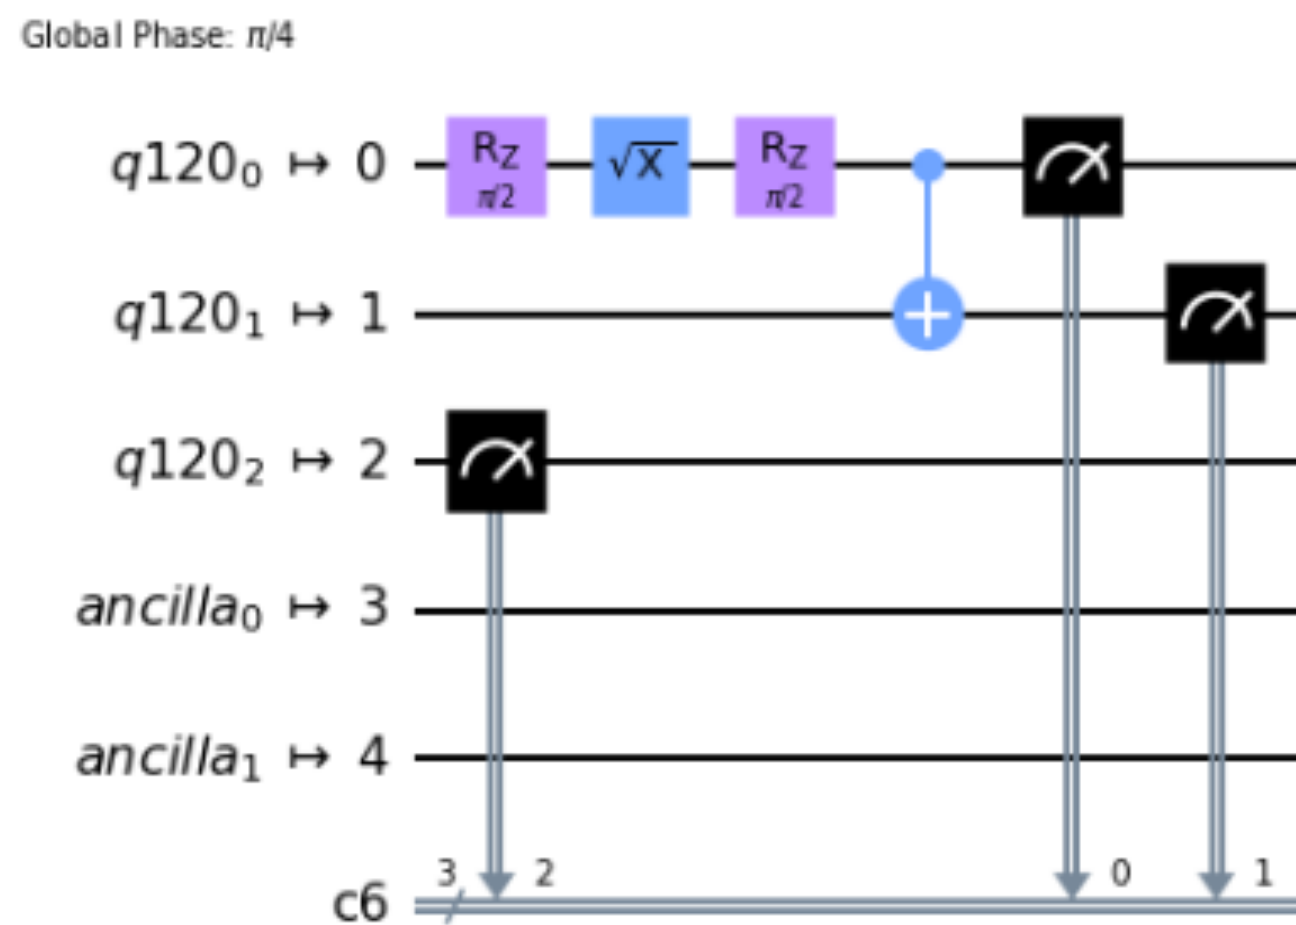 Global Phase: π/4
q120₀ ↦ 0
R_Z π/2
√X
R_Z π/2
q120₁ ↦ 1
q120₂ ↦ 2
ancilla₀ ↦ 3
ancilla₁ ↦ 4
3 2 0 1
c6